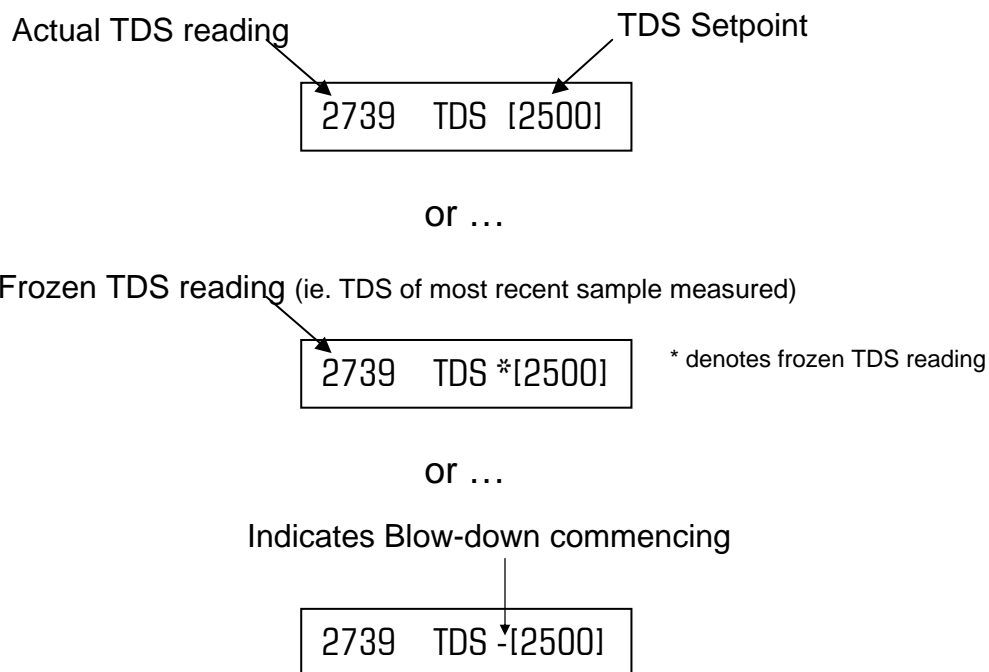 Actual TDS reading
TDS Setpoint
2739 TDS [2500]
or …
Frozen TDS reading (ie. TDS of most recent sample measured)
2739 TDS *[2500]
* denotes frozen TDS reading
or …
Indicates Blow-down commencing
2739 TDS -[2500]